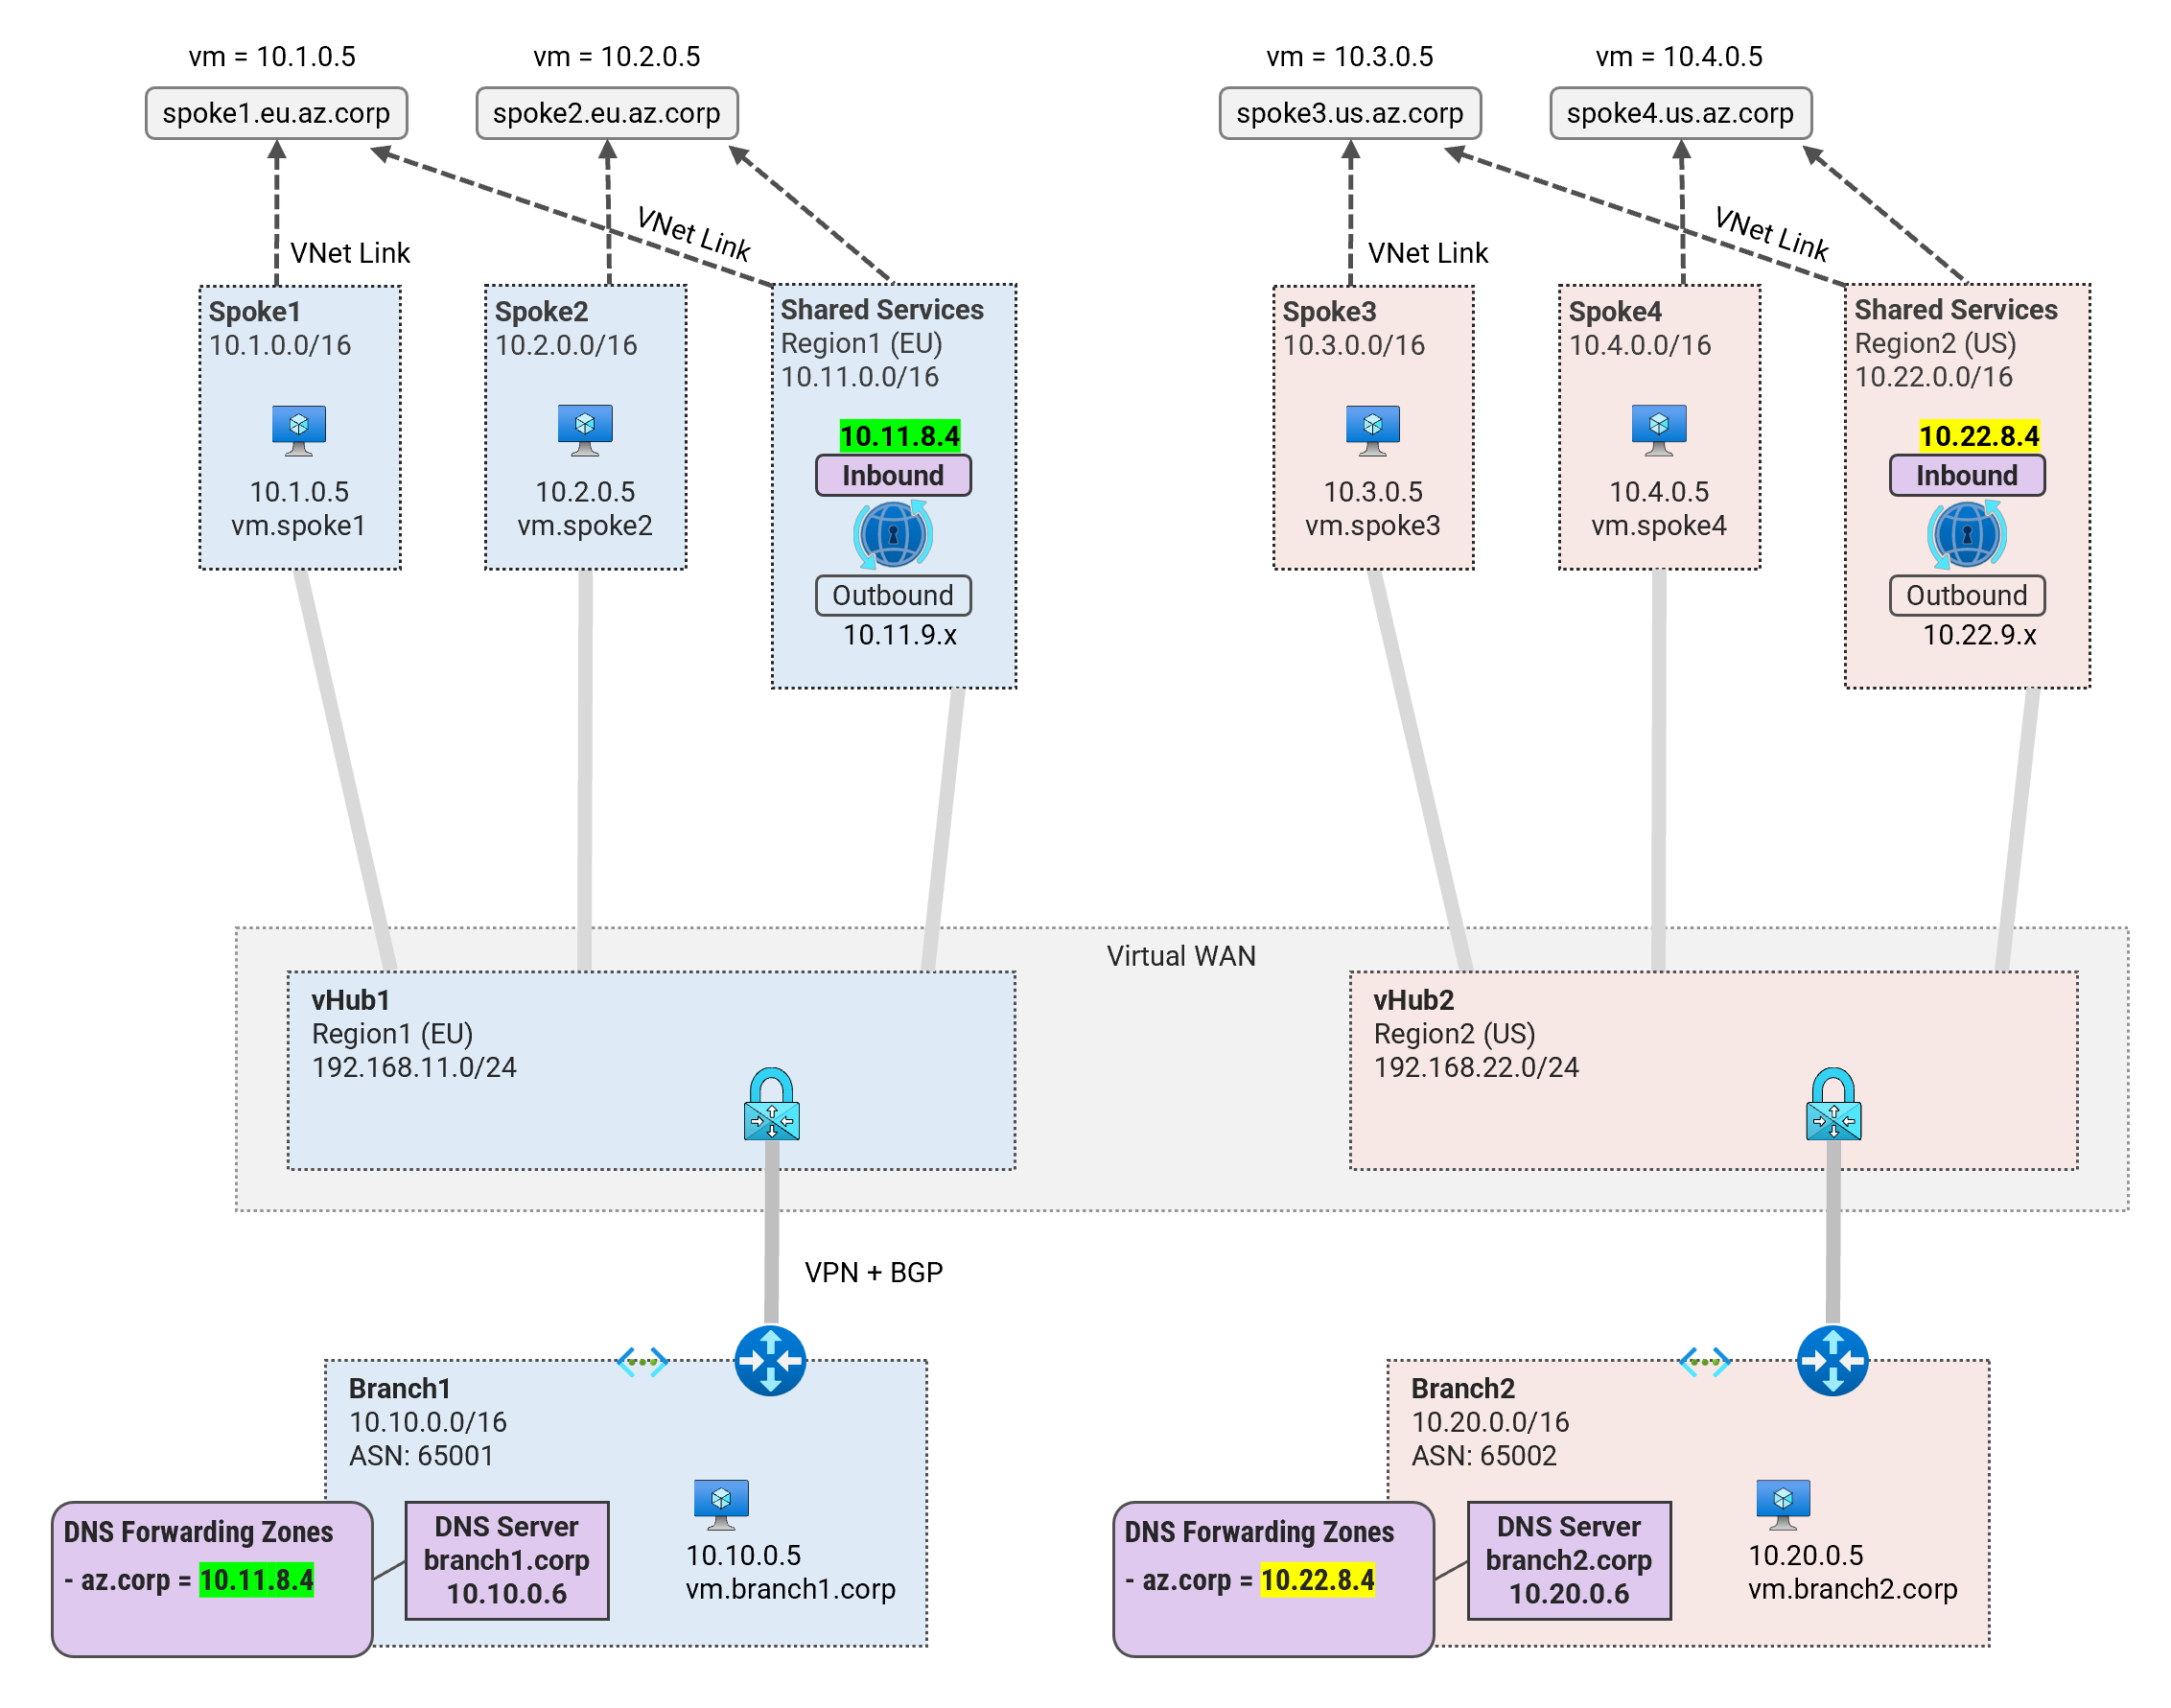 vm = 10.1.0.5
vm = 10.2.0.5
vm = 10.3.0.5
vm = 10.4.0.5
spoke1.eu.az.corp
spoke2.eu.az.corp
spoke3.us.az.corp
spoke4.us.az.corp
VNet Link
VNet Link
VNet Link
VNet Link
Spoke1
10.1.0.0/16
10.1.0.5
vm.spoke1
Spoke2
10.2.0.0/16
10.2.0.5
vm.spoke2
Shared Services
Region1 (EU)
10.11.0.0/16
10.11.8.4
Inbound
Outbound
10.11.9.x
Spoke3
10.3.0.0/16
10.3.0.5
vm.spoke3
Spoke4
10.4.0.0/16
10.4.0.5
vm.spoke4
Shared Services
Region2 (US)
10.22.0.0/16
10.22.8.4
Inbound
Outbound
10.22.9.x
Virtual WAN
vHub1
Region1 (EU)
192.168.11.0/24
vHub2
Region2 (US)
192.168.22.0/24
VPN + BGP
Branch1
10.10.0.0/16
ASN: 65001
DNS Forwarding Zones
- az.corp = 10.11.8.4
DNS Server
branch1.corp
10.10.0.6
10.10.0.5
vm.branch1.corp
Branch2
10.20.0.0/16
ASN: 65002
DNS Forwarding Zones
- az.corp = 10.22.8.4
DNS Server
branch2.corp
10.20.0.6
10.20.0.5
vm.branch2.corp